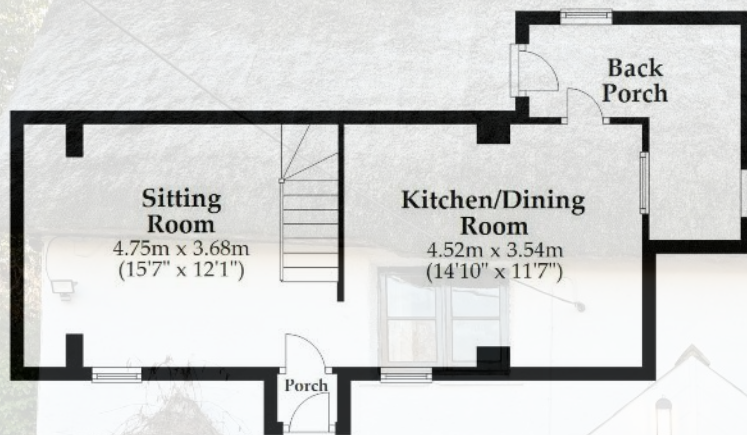 Back
Porch
Sitting
Room
4.75m x 3.68m
(15'7" x 12'1")
Kitchen/Dining
Room
4.52m x 3.54m
(14'10" x 11'7")
Porch